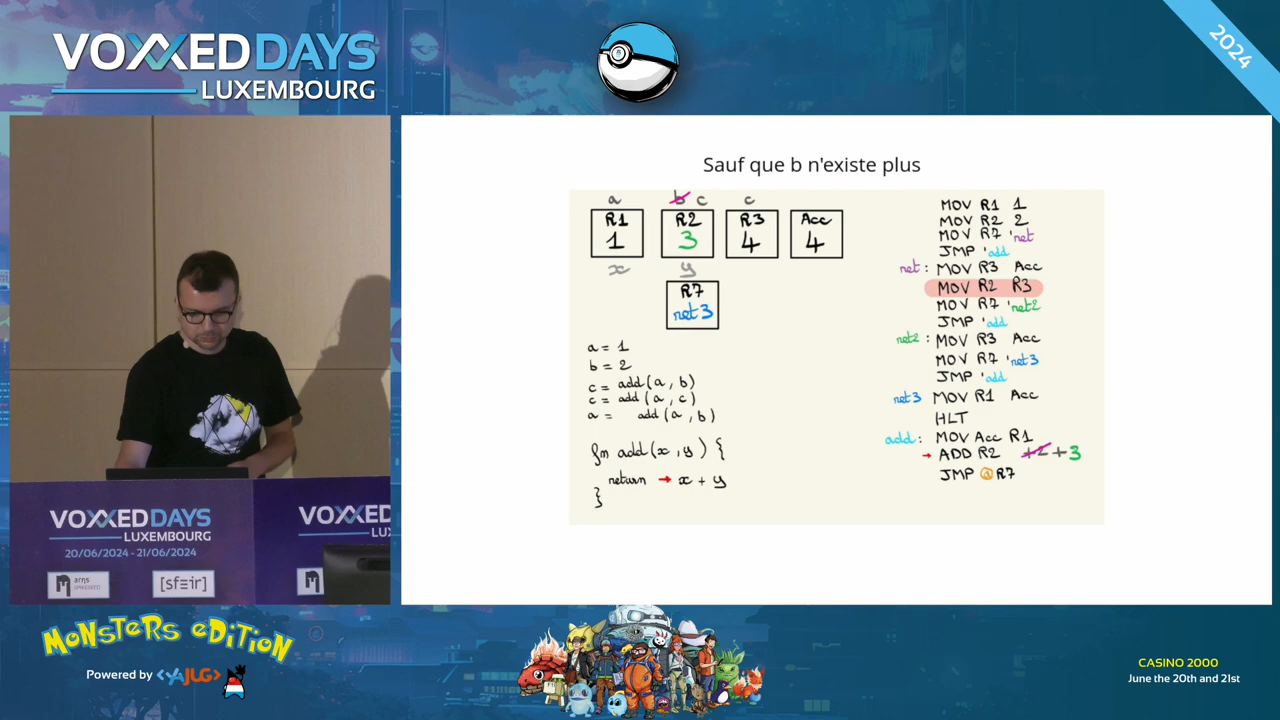 VOXXED DAYS
LUXEMBOURG
2024
Sauf que b n'existe plus
a b c c
R1 R2 R3 Acc
1 3 4 4
x y
R7
ret3
a = 1
b = 2
c = add (a, b)
c = add (a, c)
a = add (a, b)
fn add (x, y) {
return → x + y
}
MOV R1 1
MOV R2 2
MOV R7 'ret
JMP 'add
ret: MOV R3 Acc
MOV R2 R3
MOV R7 'ret2
JMP 'add
ret2: MOV R3 Acc
MOV R7 'ret3
JMP 'add
ret3 MOV R1 Acc
HLT
add: MOV Acc R1
→ ADD R2 +2 +3
JMP @R7
VOXXED DAYS
LUXEMBOURG
20/06/2024 - 21/06/2024
arηs
[sfeir]
VOXXED
LU
MONSTERS EDITION
Powered by <YAJUG>
CASINO 2000
June the 20th and 21st